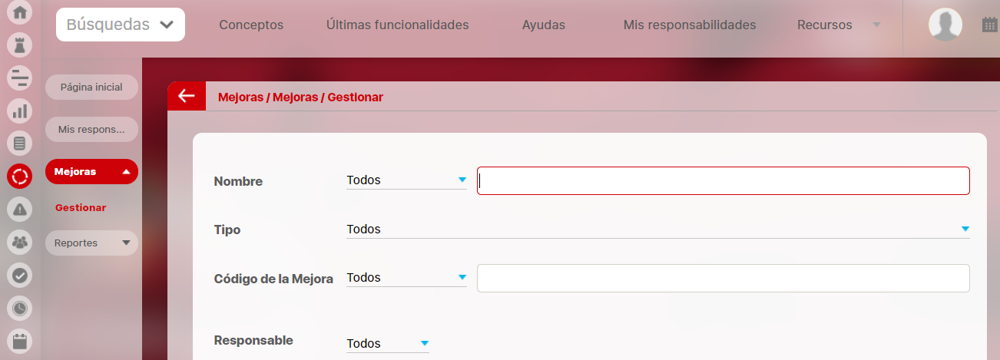 Búsquedas
Conceptos
Últimas funcionalidades
Ayudas
Mis responsabilidades
Recursos
Página inicial
Mis respons...
Mejoras
Gestionar
Reportes
Mejoras / Mejoras / Gestionar
Nombre Todos
Tipo Todos
Código de la Mejora Todos
Responsable Todos